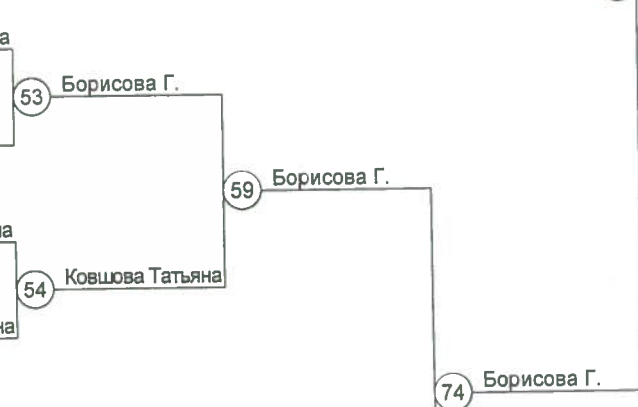 53 Борисова Г.
59 Борисова Г.
54 Ковшова Татьяна
74 Борисова Г.